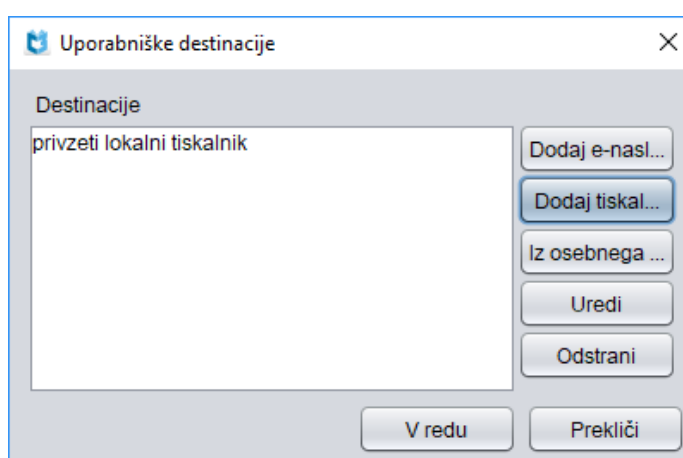 Uporabniške destinacije
Destinacije
privzeti lokalni tiskalnik
Dodaj e-nasl...
Dodaj tiskal...
Iz osebnega ...
Uredi
Odstrani
V redu
Prekliči